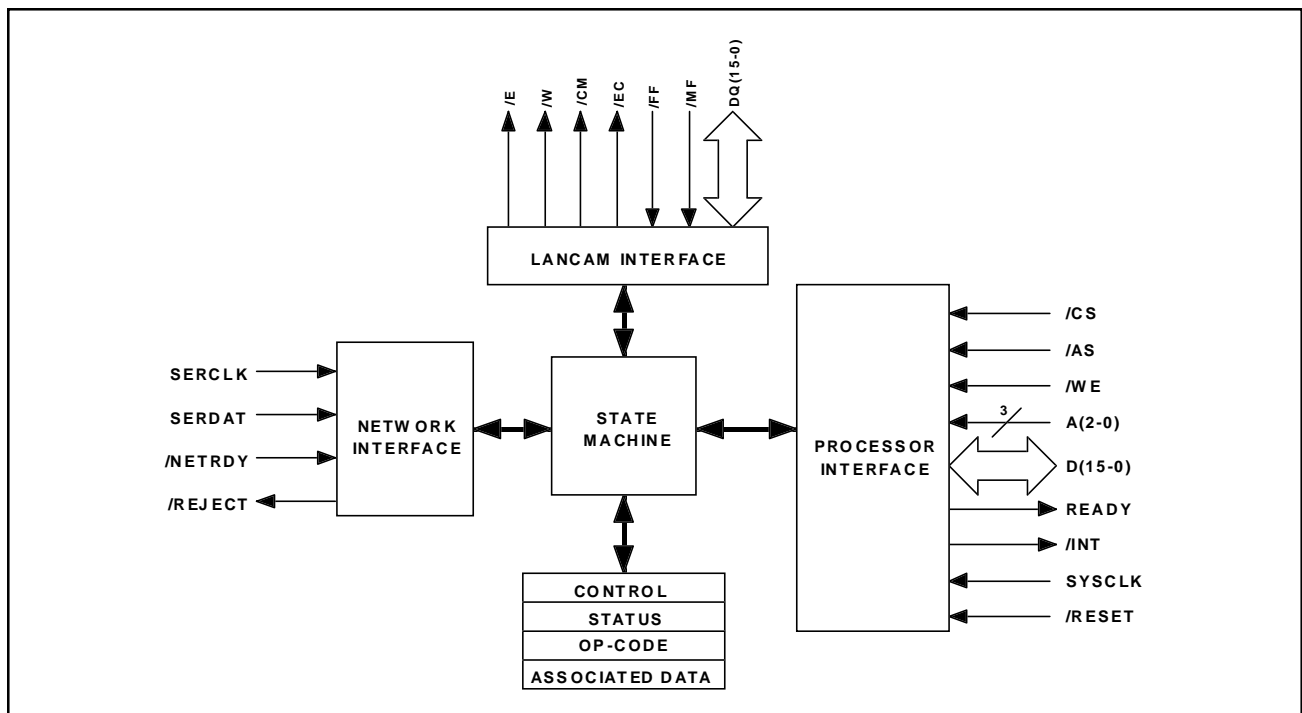 /E
/W
/CM
/EC
/FF
/MF
DQ(15-0)
LANCAM INTERFACE
SERCLK
SERDAT
/NETRDY
/REJECT
NETWORK
INTERFACE
STATE
MACHINE
PROCESSOR
INTERFACE
/CS
/AS
/WE
3
A(2-0)
D(15-0)
READY
/INT
SYSCLK
/RESET
CONTROL
STATUS
OP-CODE
ASSOCIATED DATA